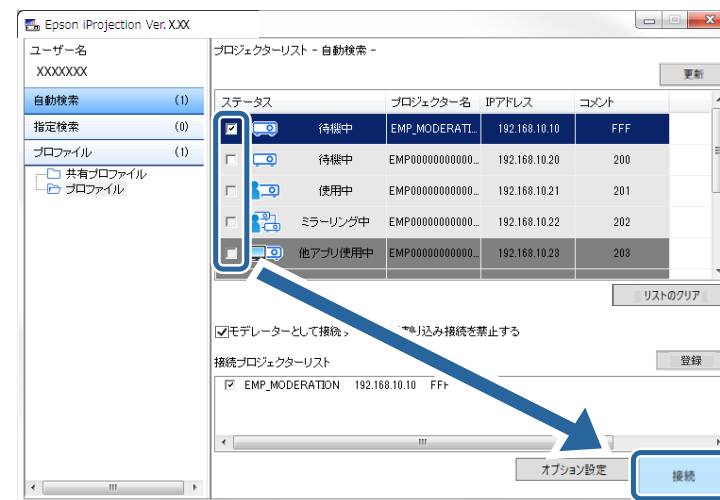 Epson iProjection Ver. X.XX
ユーザー名
XXXXXXX
自動検索 (1)
指定検索 (0)
プロファイル (1)
共有プロファイル
プロファイル
プロジェクターリスト - 自動検索 -
更新
ステータス プロジェクター名 IPアドレス コメント
待機中 EMP_MODERATI... 192.168.10.10 FFF
待機中 EMP00000000000... 192.168.10.20 200
使用中 EMP00000000000... 192.168.10.21 201
ミラーリング中 EMP00000000000... 192.168.10.22 202
他アプリ使用中 EMP00000000000... 192.168.10.23 203
リストのクリア
モデレーターとして接続 割り込み接続を禁止する
接続プロジェクターリスト
登録
EMP_MODERATION 192.168.10.10 FFF
オプション設定
接続